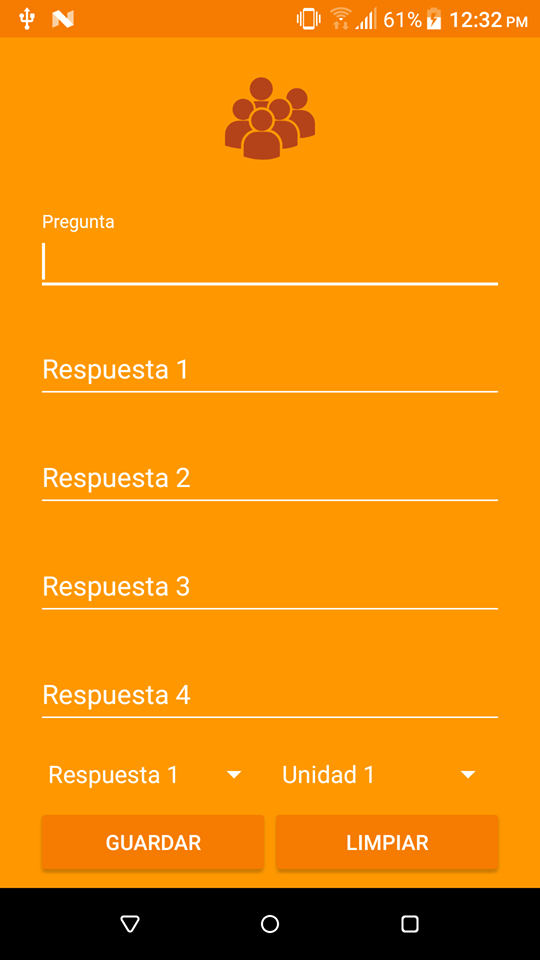 61% 12:32 PM
Pregunta
Respuesta 1
Respuesta 2
Respuesta 3
Respuesta 4
Respuesta 1 Unidad 1
GUARDAR LIMPIAR